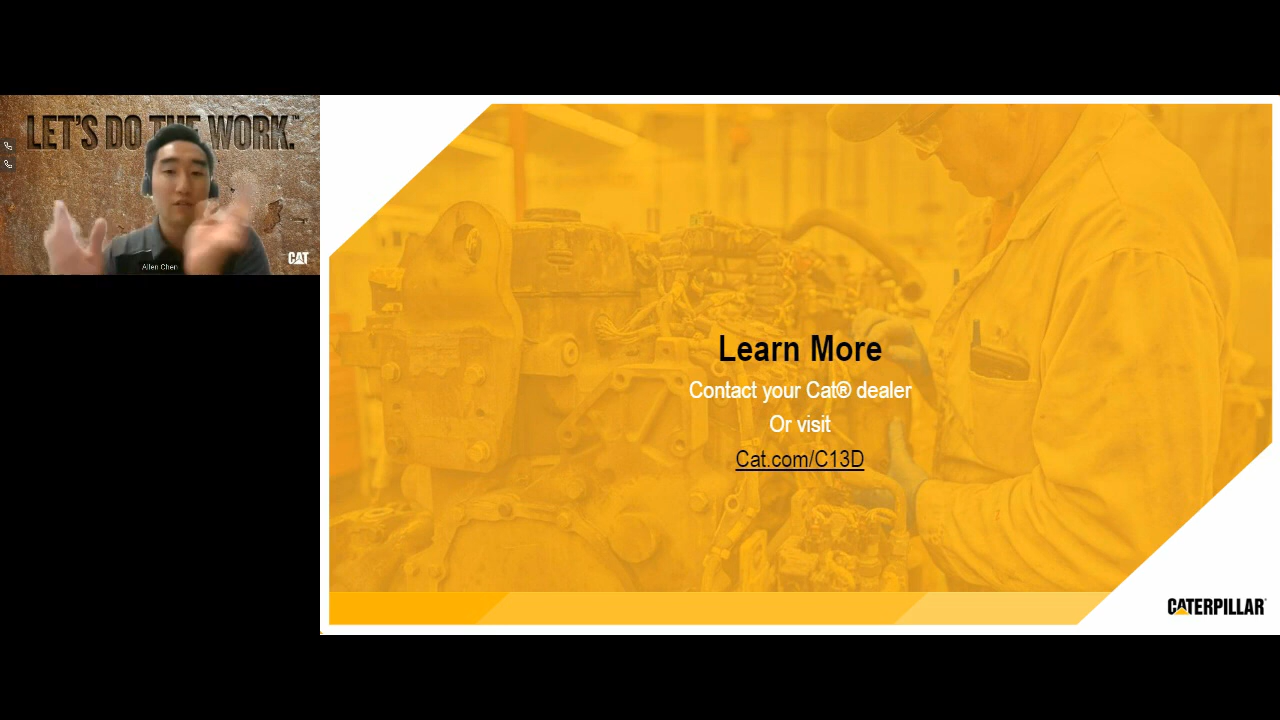 LET'S DO THE WORK.™
CAT
Allen Chen
Learn More
Contact your Cat® dealer
Or visit
Cat.com/C13D
CATERPILLAR®